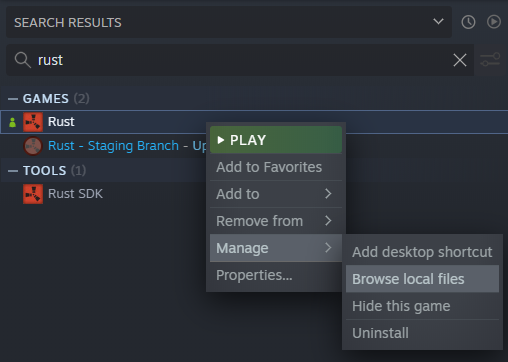 SEARCH RESULTS
rust
GAMES (2)
Rust
Rust - Staging Branch - Up
TOOLS (1)
Rust SDK
PLAY
Add to Favorites
Add to
Remove from
Manage
Properties...
Add desktop shortcut
Browse local files
Hide this game
Uninstall